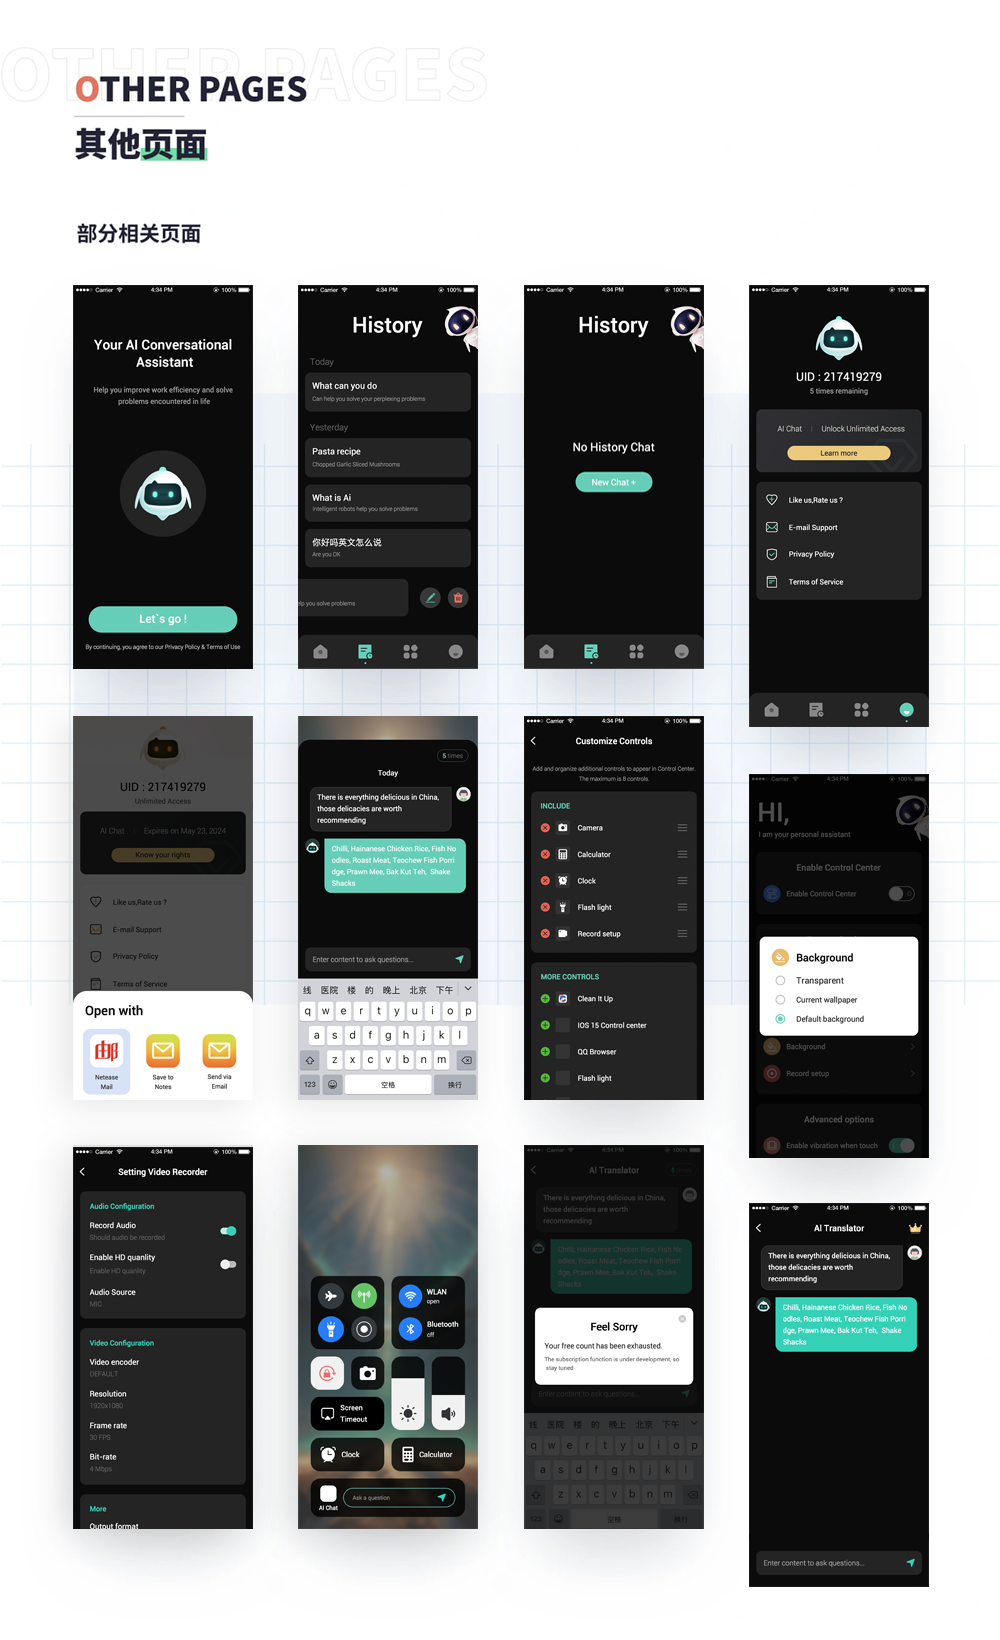 OTHER PAGES
OTHER PAGES
其他页面
部分相关页面
Carrier
4:34 PM
100%
Your AI Conversational
Assistant
Help you improve work efficiency and solve
problems encountered in life
Let`s go !
By continuing, you agree to our Privacy Policy & Terms of Use
Carrier
4:34 PM
100%
History
Today
What can you do
Can help you solve your perplexing problems
Yesterday
Pasta recipe
Chopped Garlic Sliced Mushrooms
What is Ai
Intelligent robots help you solve problems
你好吗英文怎么说
Are you OK
you solve problems
Carrier
4:34 PM
100%
History
No History Chat
New Chat +
Carrier
4:34 PM
100%
UID : 217419279
5 times remaining
AI Chat
Unlock Unlimited Access
Learn more
Like us,Rate us ?
E-mail Support
Privacy Policy
Terms of Service
UID : 217419279
Unlimited Access
AI Chat
Expires on May 23, 2024
Know your rights
Like us,Rate us ?
E-mail Support
Privacy Policy
Terms of Service
Open with
邮
Netease
Mail
Save to
Notes
Send via
Email
5 times
Today
There is everything delicious in China,
those delicacies are worth
recommending
Chilli, Hainanese Chicken Rice, Fish No
odles, Roast Meat, Teochew Fish Porri
dge, Prawn Mee, Bak Kut Teh, Shake
Shacks
Enter content to ask questions...
线 医院 楼 的 晚上 北京 下午
q w e r t y u i o p
a s d f g h j k l
z x c v b n m
123
空格
换行
Carrier
4:34 PM
100%
Customize Controls
Add and organize additional controls to appear in Control Center.
The maximum is 8 controls.
INCLUDE
Camera
Calculator
Clock
Flash light
Record setup
MORE CONTROLS
Clean It Up
IOS 15 Control center
QQ Browser
Flash light
Carrier
4:34 PM
100%
HI,
I am your personal assistant
Enable Control Center
Enable Control Center
Background
Transparent
Current wallpaper
Default background
Background
Record setup
Advanced options
Enable vibration when touch
Carrier
4:34 PM
100%
Setting Video Recorder
Audio Configuration
Record Audio
Should audio be recorded
Enable HD quanlity
Enable HD quanlity
Audio Source
MIC
Video Configuration
Video encoder
DEFAULT
Resolution
1920x1080
Frame rate
30 FPS
Bit-rate
4 Mbps
More
Output format
WLAN
open
Bluetooth
off
Screen
Timeout
Clock
Calculator
AI Chat
Ask a question
Carrier
4:34 PM
100%
AI Translator
There is everything delicious in China,
those delicacies are worth
recommending
Chilli, Hainanese Chicken Rice, Fish No
odles, Roast Meat, Teochew Fish Porri
dge, Prawn Mee, Bak Kut Teh, Shake
Shacks
Feel Sorry
Your free count has been exhausted.
The subscription function is under development, so
stay tuned
Enter content to ask questions...
线 医院 楼 的 晚上 北京 下午
q w e r t y u i o p
a s d f g h j k l
z x c v b n m
123
空格
换行
Carrier
4:34 PM
100%
AI Translator
There is everything delicious in China,
those delicacies are worth
recommending
Chilli, Hainanese Chicken Rice, Fish No
odles, Roast Meat, Teochew Fish Porri
dge, Prawn Mee, Bak Kut Teh, Shake
Shacks
Enter content to ask questions...